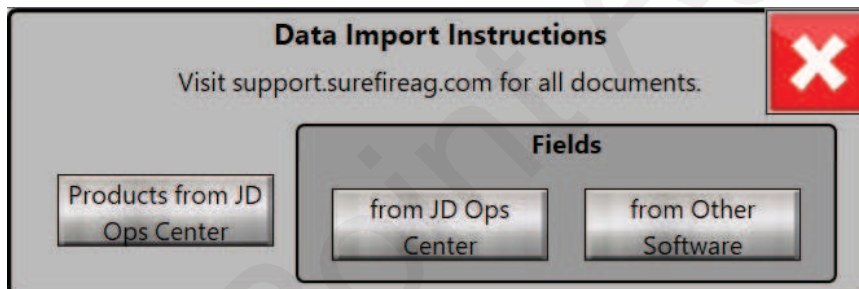 Data Import Instructions
Visit support.surefireag.com for all documents.
Fields
Products from JD
Ops Center
from JD Ops
Center
from Other
Software